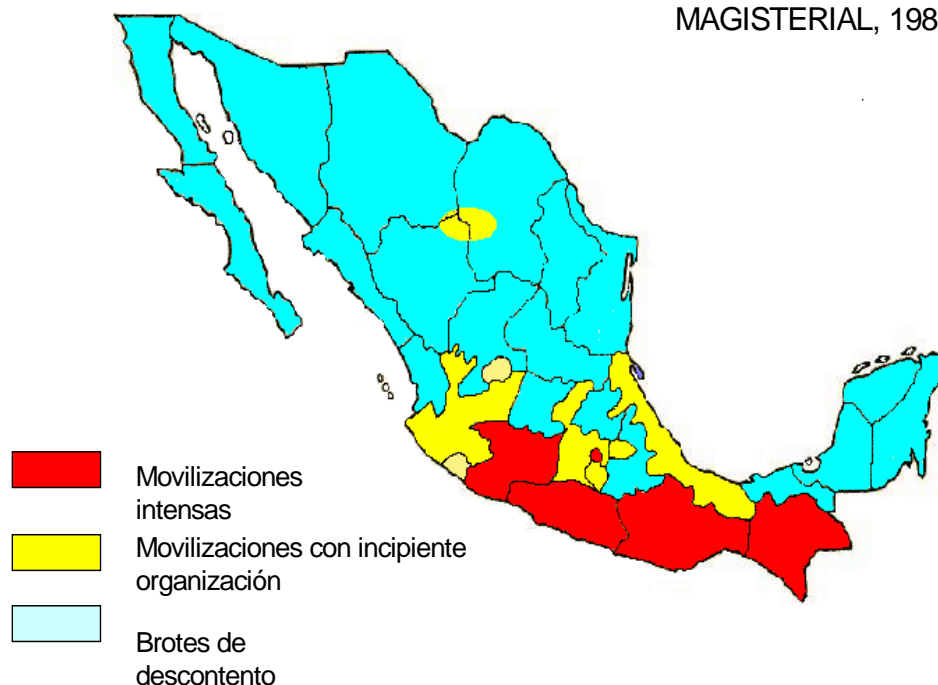 MAGISTERIAL, 198
Movilizaciones
intensas
Movilizaciones con incipiente
organización
Brotes de
descontento